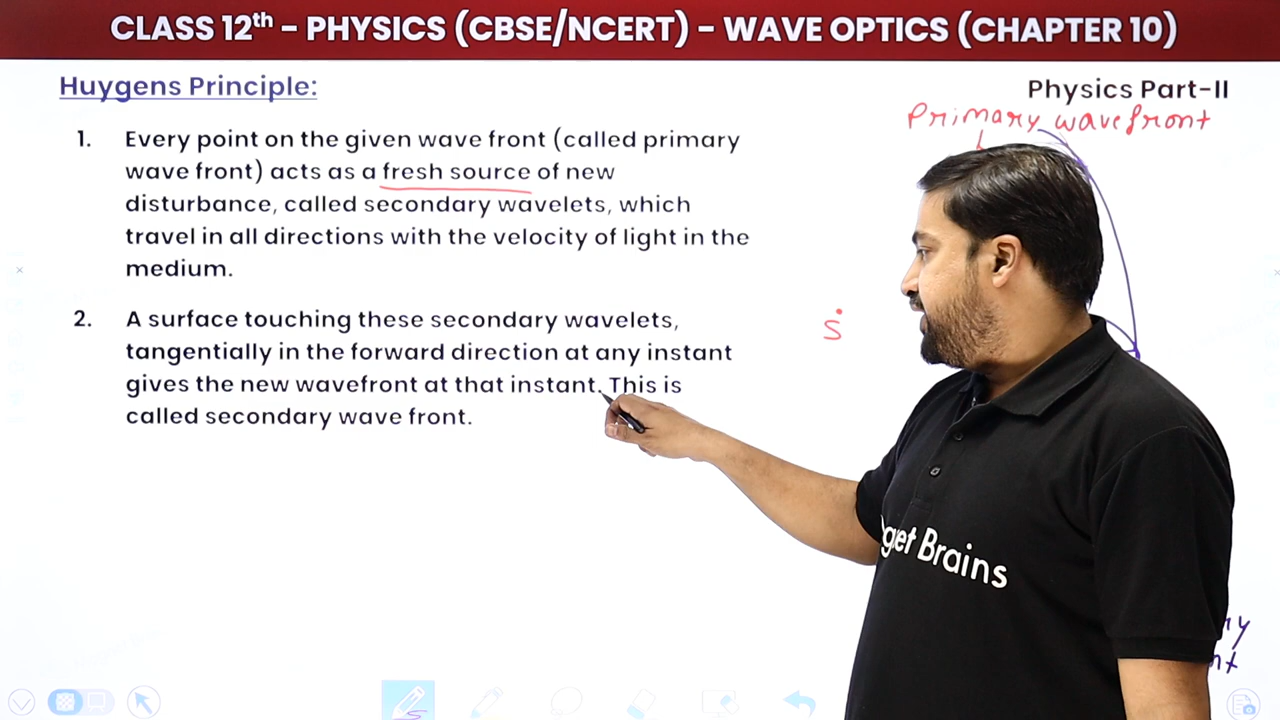 CLASS 12th – PHYSICS (CBSE/NCERT) – WAVE OPTICS (CHAPTER 10)
Huygens Principle:
Physics Part-II
Primary wavefront
1. Every point on the given wave front (called primary
wave front) acts as a fresh source of new
disturbance, called secondary wavelets, which
travel in all directions with the velocity of light in the
medium.
2. A surface touching these secondary wavelets,
tangentially in the forward direction at any instant
gives the new wavefront at that instant. This is
called secondary wave front.
S
Brains